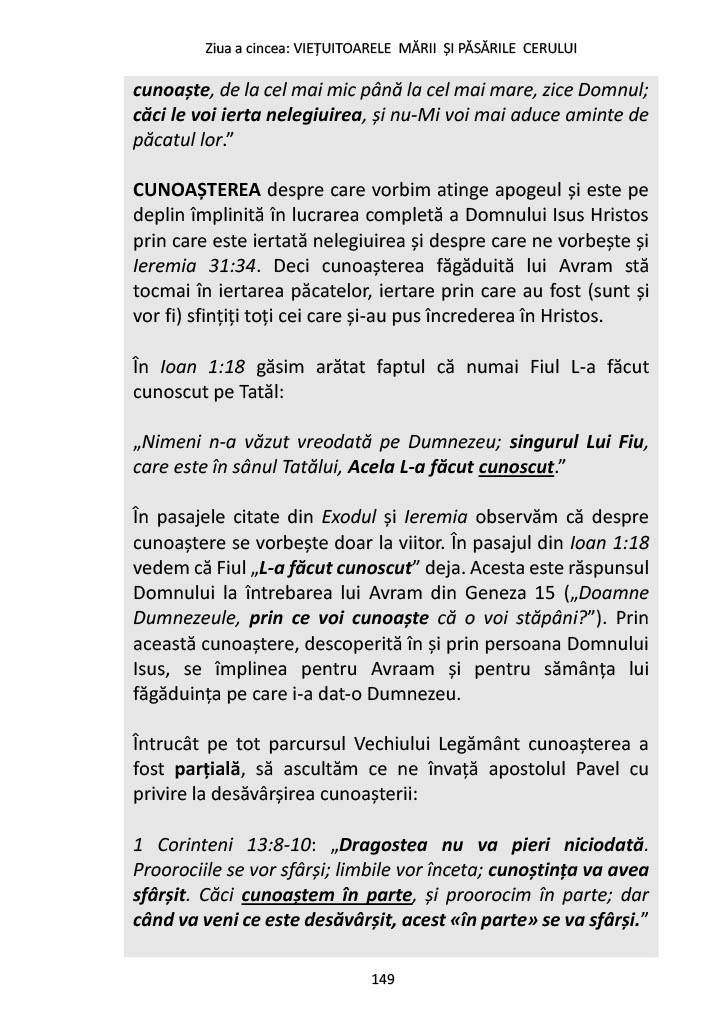 Ziua a cincea: VIEȚUITOARELE MĂRII ȘI PĂSĂRILE CERULUI
cunoaște, de la cel mai mic până la cel mai mare, zice Domnul;
căci le voi ierta nelegiuirea, și nu-Mi voi mai aduce aminte de
păcatul lor.”
CUNOAȘTEREA despre care vorbim atinge apogeul și este pe
deplin împlinită în lucrarea completă a Domnului Isus Hristos
prin care este iertată nelegiuirea și despre care ne vorbește și
Ieremia 31:34. Deci cunoașterea făgăduită lui Avram stă
tocmai în iertarea păcatelor, iertare prin care au fost (sunt și
vor fi) sfințiți toți cei care și-au pus încrederea în Hristos.
În Ioan 1:18 găsim arătat faptul că numai Fiul L-a făcut
cunoscut pe Tatăl:
„Nimeni n-a văzut vreodată pe Dumnezeu; singurul Lui Fiu,
care este în sânul Tatălui, Acela L-a făcut cunoscut.”
În pasajele citate din Exodul și Ieremia observăm că despre
cunoaștere se vorbește doar la viitor. În pasajul din Ioan 1:18
vedem că Fiul „L-a făcut cunoscut” deja. Acesta este răspunsul
Domnului la întrebarea lui Avram din Geneza 15 („Doamne
Dumnezeule, prin ce voi cunoaște că o voi stăpâni?”). Prin
această cunoaștere, descoperită în și prin persoana Domnului
Isus, se împlinea pentru Avraam și pentru sământa lui
făgăduința pe care i-a dat-o Dumnezeu.
Întrucât pe tot parcursul Vechiului Legământ cunoașterea a
fost parțială, să ascultăm ce ne învață apostolul Pavel cu
privire la desăvârșirea cunoașterii:
1 Corinteni 13:8-10: „Dragostea nu va pieri niciodată.
Proorociile se vor sfârși; limbile vor înceta; cunoștința va avea
sfârșit. Căci cunoaștem în parte, și proorocim în parte; dar
când va veni ce este desăvârșit, acest «în parte» se va sfârși.”
149